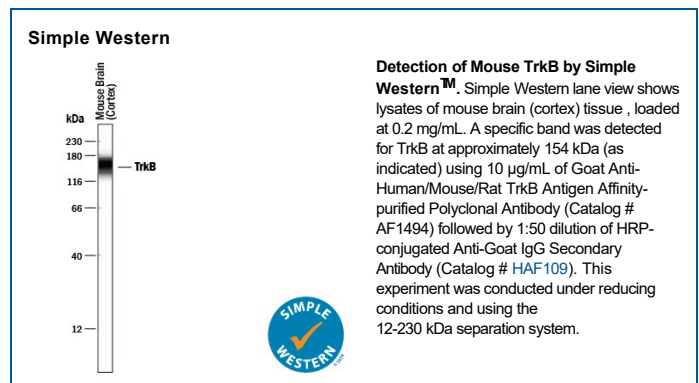 Simple Western
Mouse Brain
(Cortex)
kDa
230
180
116
66
40
12
TrkB
SIMPLE
WESTERN
Detection of Mouse TrkB by Simple
Western™. Simple Western lane view shows
lysates of mouse brain (cortex) tissue , loaded
at 0.2 mg/mL. A specific band was detected
for TrkB at approximately 154 kDa (as
indicated) using 10 µg/mL of Goat Anti-
Human/Mouse/Rat TrkB Antigen Affinity-
purified Polyclonal Antibody (Catalog #
AF1494) followed by 1:50 dilution of HRP-
conjugated Anti-Goat IgG Secondary
Antibody (Catalog # HAF109). This
experiment was conducted under reducing
conditions and using the
12-230 kDa separation system.